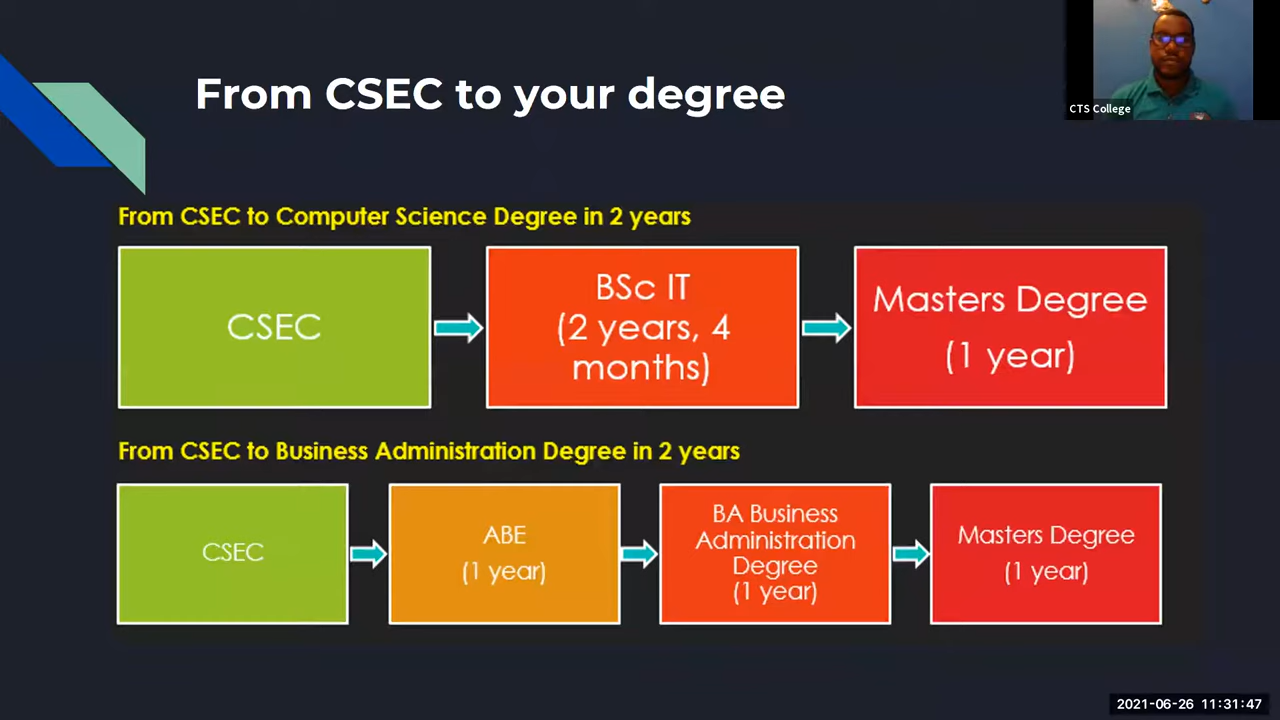 From CSEC to your degree
CTS College
From CSEC to Computer Science Degree in 2 years
CSEC
BSc IT
(2 years, 4
months)
Masters Degree
(1 year)
From CSEC to Business Administration Degree in 2 years
CSEC
ABE
(1 year)
BA Business
Administration
Degree
(1 year)
Masters Degree
(1 year)
2021-06-26 11:31:47